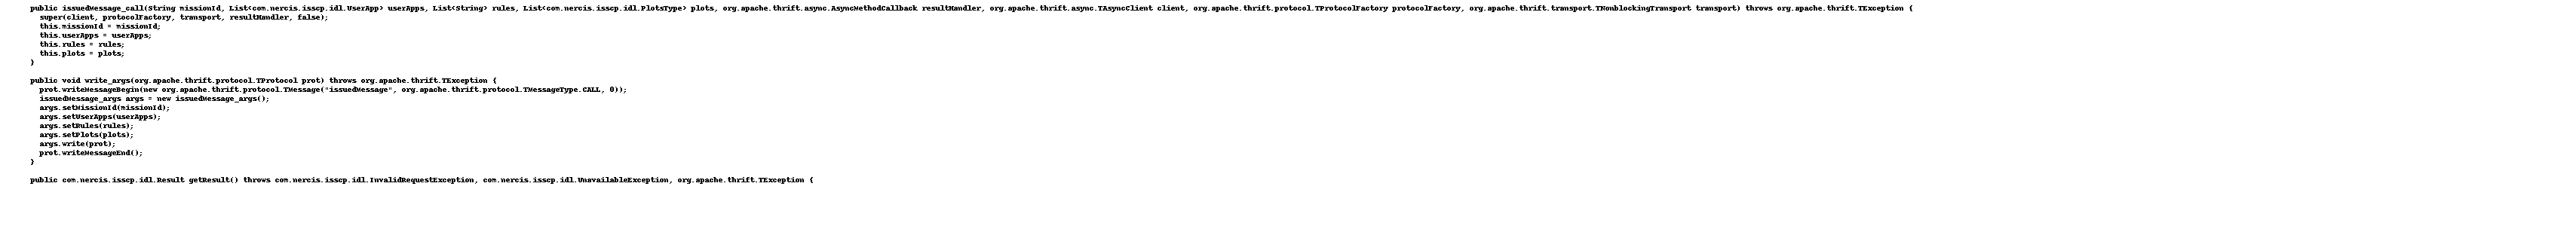 public issuedMessage_call(String missionId, List<com.nercis.isscp.idl.UserApp> userApps, List<String> rules, List<com.nercis.isscp.idl.PlotsType> plots, org.apache.thrift.async.AsyncMethodCallback resultHandler, org.apache.thrift.async.TAsyncClient client, org.apache.thrift.protocol.TProtocolFactory protocolFactory, org.apache.thrift.transport.TNonblockingTransport transport) throws org.apache.thrift.TException {
super(client, protocolFactory, transport, resultHandler, false);
this.missionId = missionId;
this.userApps = userApps;
this.rules = rules;
this.plots = plots;
}
public void write_args(org.apache.thrift.protocol.TProtocol prot) throws org.apache.thrift.TException {
prot.writeMessageBegin(new org.apache.thrift.protocol.TMessage("issuedMessage", org.apache.thrift.protocol.TMessageType.CALL, 0));
issuedMessage_args args = new issuedMessage_args();
args.setMissionId(missionId);
args.setUserApps(userApps);
args.setRules(rules);
args.setPlots(plots);
args.write(prot);
prot.writeMessageEnd();
}
public com.nercis.isscp.idl.Result getResult() throws com.nercis.isscp.idl.InvalidRequestException, com.nercis.isscp.idl.UnavailableException, org.apache.thrift.TException {